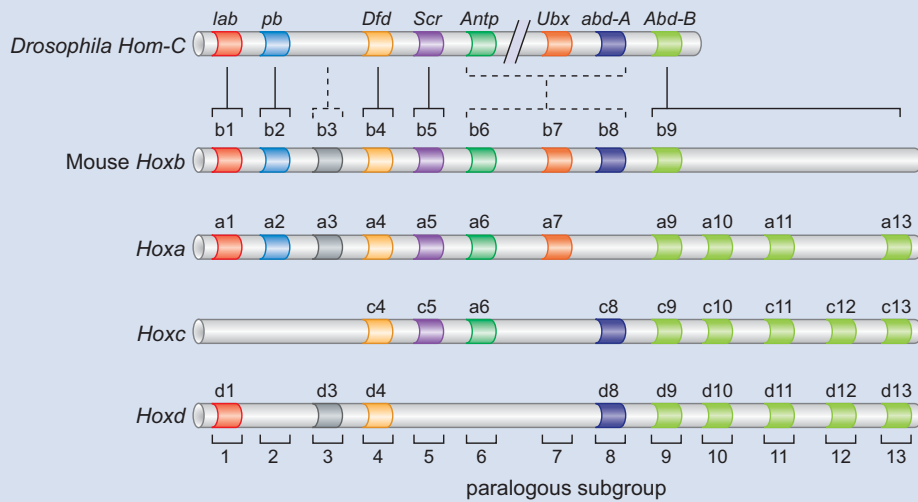 lab pb Dfd Scr Antp Ubx abd-A Abd-B
Drosophila Hom-C
b1 b2 b3 b4 b5 b6 b7 b8 b9
Mouse Hoxb
a1 a2 a3 a4 a5 a6 a7 a9 a10 a11 a13
Hoxa
c4 c5 a6 c8 c9 c10 c11 c12 c13
Hoxc
d1 d3 d4 d8 d9 d10 d11 d12 d13
Hoxd
1 2 3 4 5 6 7 8 9 10 11 12 13
paralogous subgroup